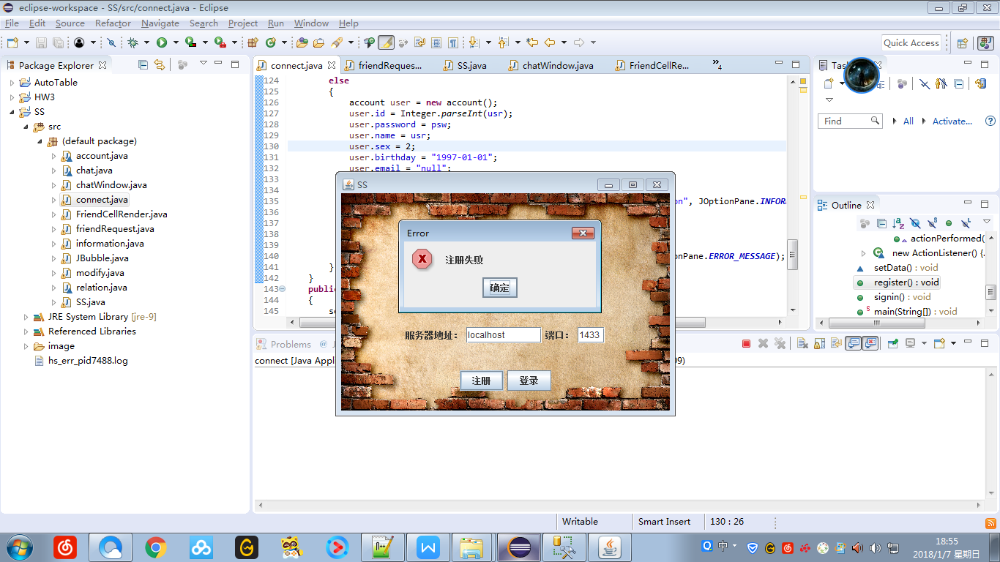 eclipse-workspace - SS/src/connect.java - Eclipse
File Edit Source Refactor Navigate Search Project Run Window Help
Quick Access
Package Explorer
AutoTable
HW3
SS
src
(default package)
account.java
chat.java
chatWindow.java
connect.java
FriendCellRender.java
friendRequest.java
information.java
JBubble.java
modify.java
relation.java
SS.java
JRE System Library [jre-9]
Referenced Libraries
image
hs_err_pid7488.log
connect.java friendReques... SS.java chatWindow.java FriendCellRe... »4
124 else
125 {
126 account user = new account();
127 user.id = Integer.parseInt(usr);
128 user.password = psw;
129 user.name = usr;
130 user.sex = 2;
131 user.birthday = "1997-01-01";
132 user.email = "null";
133
134
135 on", JOptionPane.INFORM
136
137
138
139
140 onPane.ERROR_MESSAGE);
141 }
142 }
143 public
144 {
145 se
SS
Error
注册失败
确定
服务器地址: localhost 端口: 1433
注册 登录
Tas
Find All Activate...
Outline
actionPerformed(
new ActionListener() {.
setData() : void
register() : void
signin() : void
main(String[]) : void
Problems @ J
connect [Java Appl 09)
Writable Smart Insert 130 : 26
中
18:55
2018/1/7 星期日